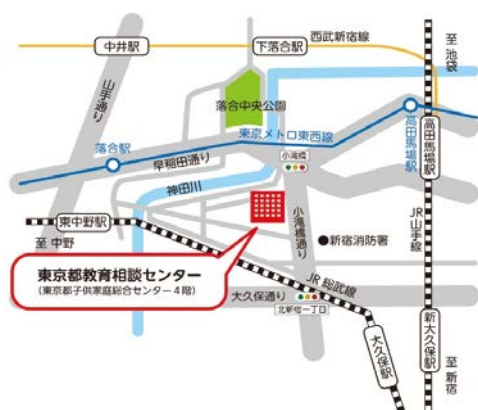 西武新宿線
中井駅
下落合駅
至池袋
山手通り
落合中央公園
高田馬場駅
高田馬場駅
東京メトロ東西線
落合駅
早稲田通り
小滝橋
神田川
JR山手線
東中野駅
小滝橋通り
至 中野
新宿消防署
東京都教育相談センター
(東京都子供家庭総合センター4階)
JR 総武線
大久保通り
北新宿一丁目
新大久保駅
大久保駅
至新宿